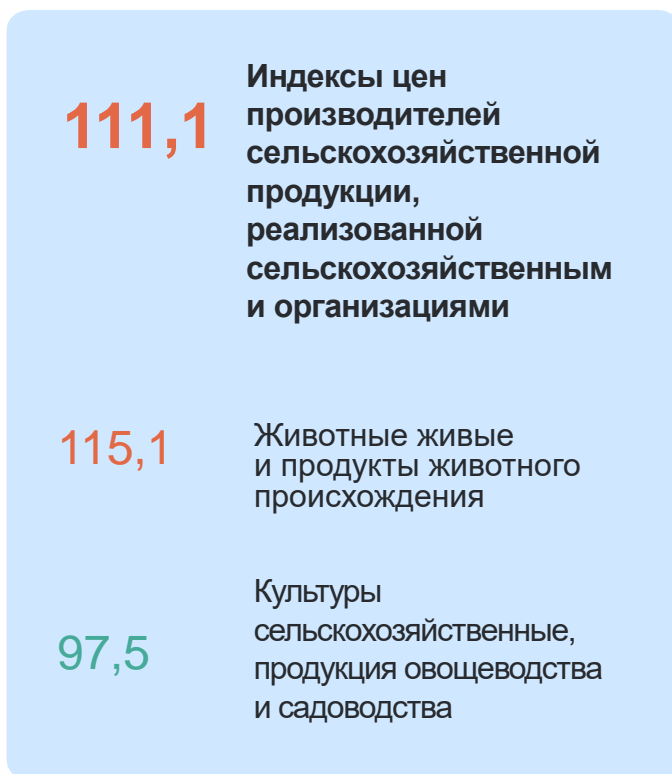 111,1
Индексы цен
производителей
сельскохозяйственной
продукции,
реализованной
сельскохозяйственным
и организациями
115,1
Животные живые
и продукты животного
происхождения
97,5
Культуры
сельскохозяйственные,
продукция овощеводства
и садоводства